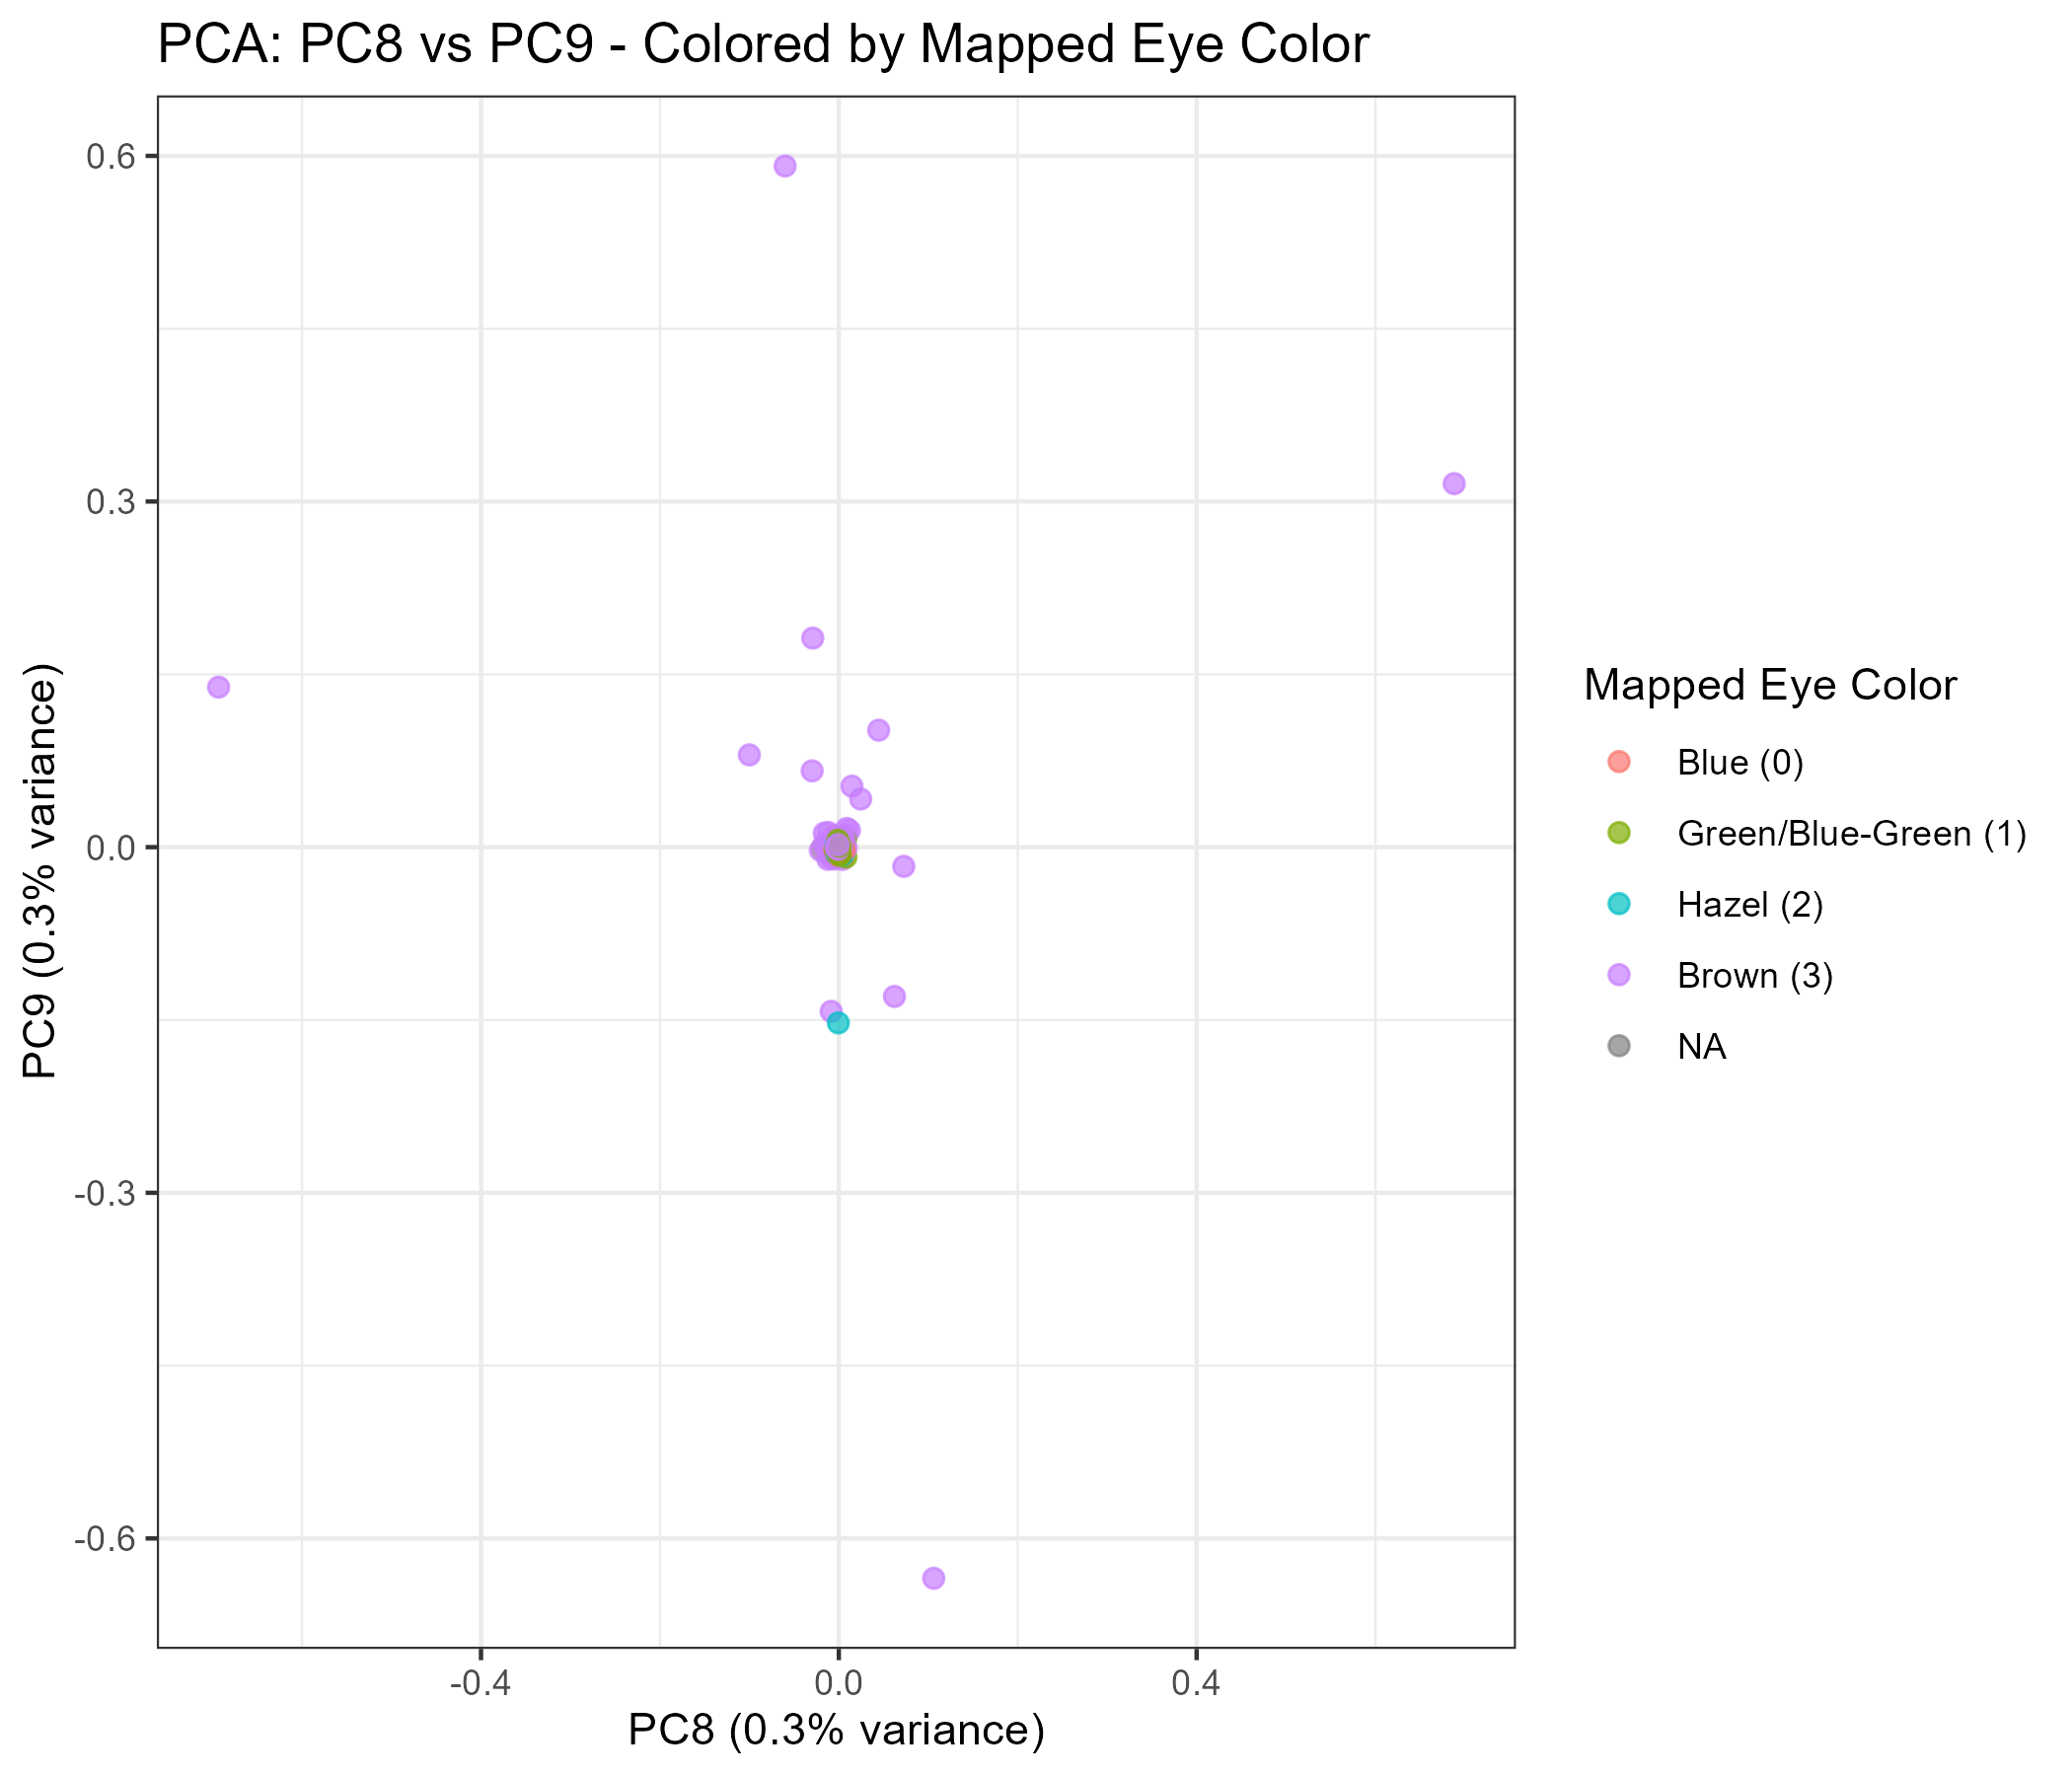 PCA: PC8 vs PC9 - Colored by Mapped Eye Color
0.6
0.3
0.0
-0.3
-0.6
PC9 (0.3% variance)
-0.4
0.0
0.4
PC8 (0.3% variance)
Mapped Eye Color
Blue (0)
Green/Blue-Green (1)
Hazel (2)
Brown (3)
NA